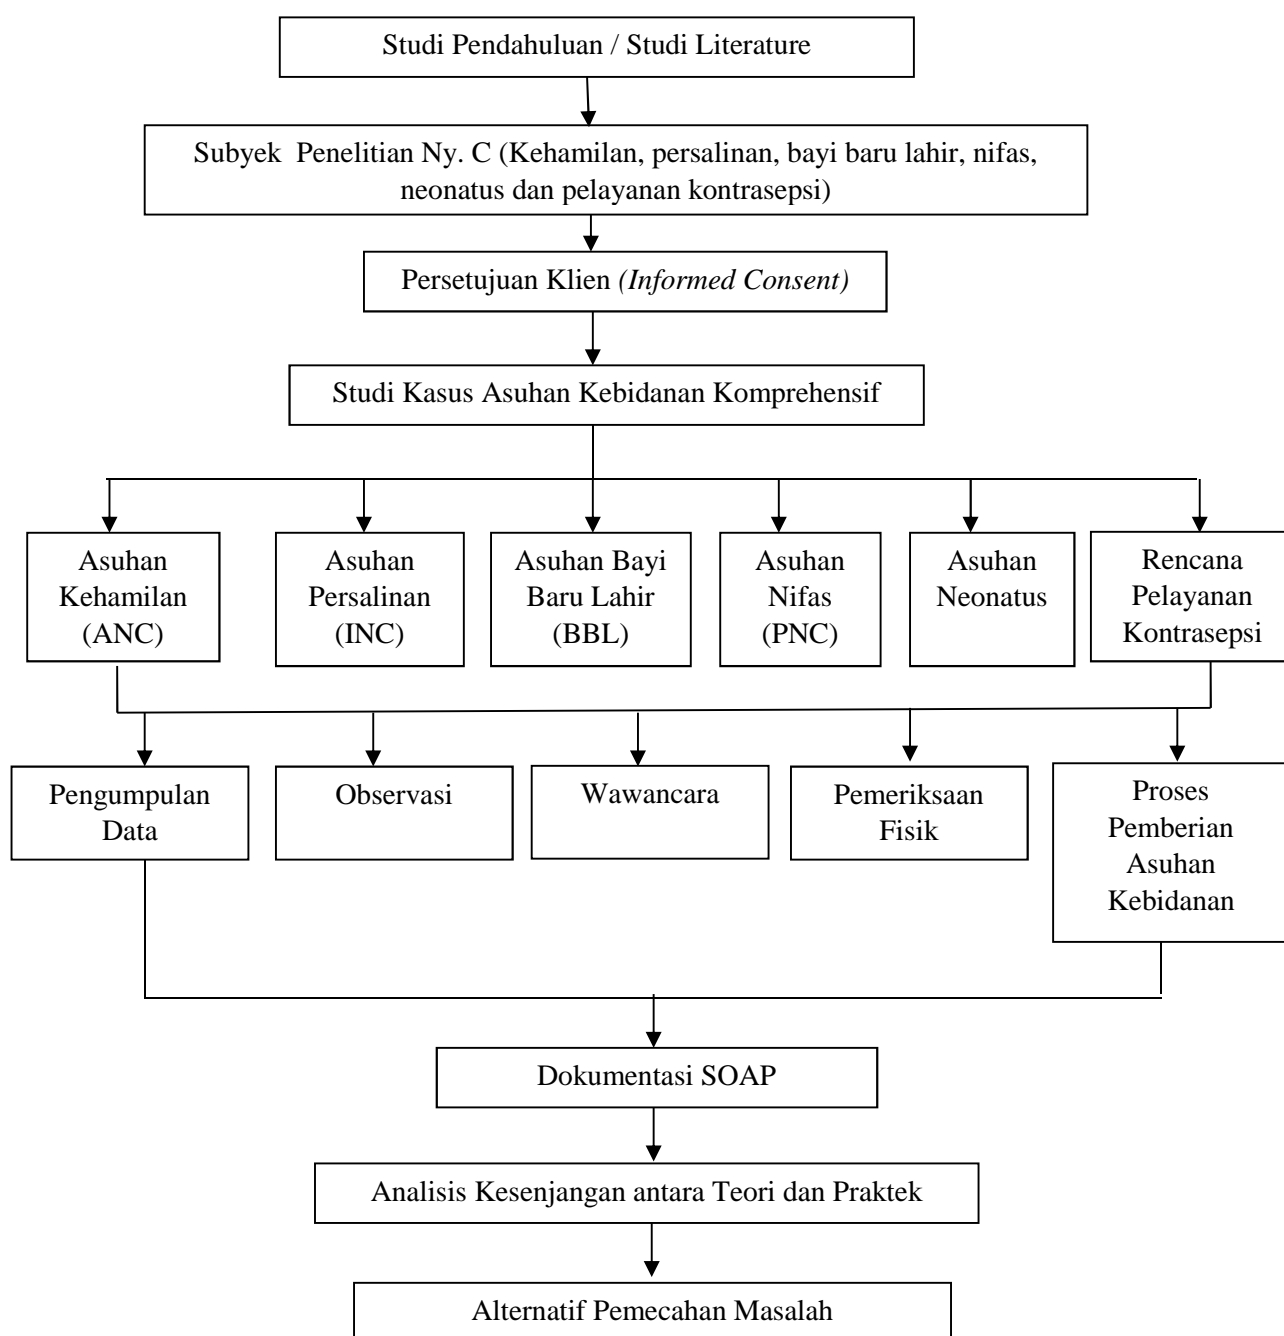 Studi Pendahuluan / Studi Literature
Subyek Penelitian Ny. C (Kehamilan, persalinan, bayi baru lahir, nifas,
neonatus dan pelayanan kontrasepsi)
Persetujuan Klien (Informed Consent)
Studi Kasus Asuhan Kebidanan Komprehensif
Asuhan
Kehamilan
(ANC)
Asuhan
Persalinan
(INC)
Asuhan Bayi
Baru Lahir
(BBL)
Asuhan
Nifas
(PNC)
Asuhan
Neonatus
Rencana
Pelayanan
Kontrasepsi
Pengumpulan
Data
Observasi
Wawancara
Pemeriksaan
Fisik
Proses
Pemberian
Asuhan
Kebidanan
Dokumentasi SOAP
Analisis Kesenjangan antara Teori dan Praktek
Alternatif Pemecahan Masalah